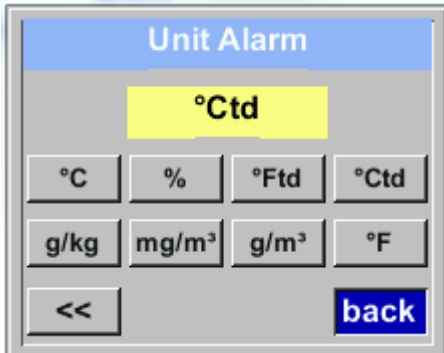 Unit Alarm
°Ctd
°C % °Ftd °Ctd
g/kg mg/m³ g/m³ °F
<< back